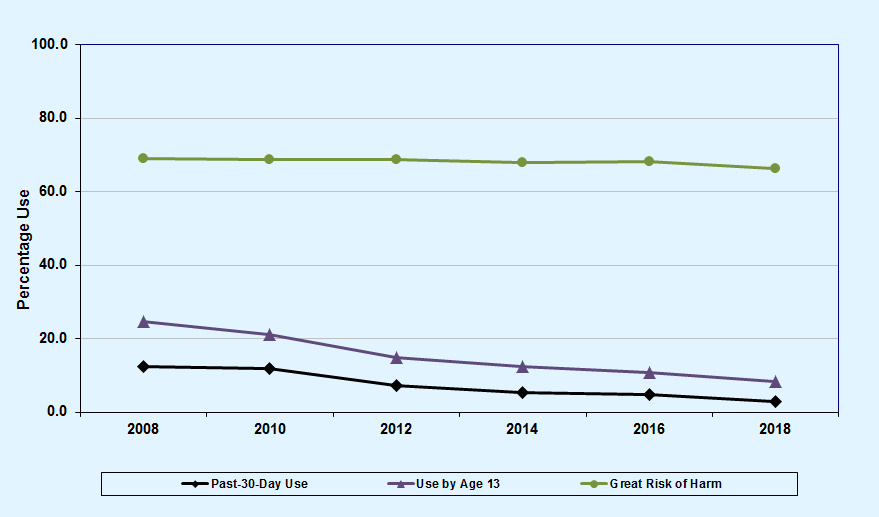 100.0
80.0
60.0
40.0
20.0
0.0
Percentage Use
2008 2010 2012 2014 2016 2018
Past-30-Day Use Use by Age 13 Great Risk of Harm